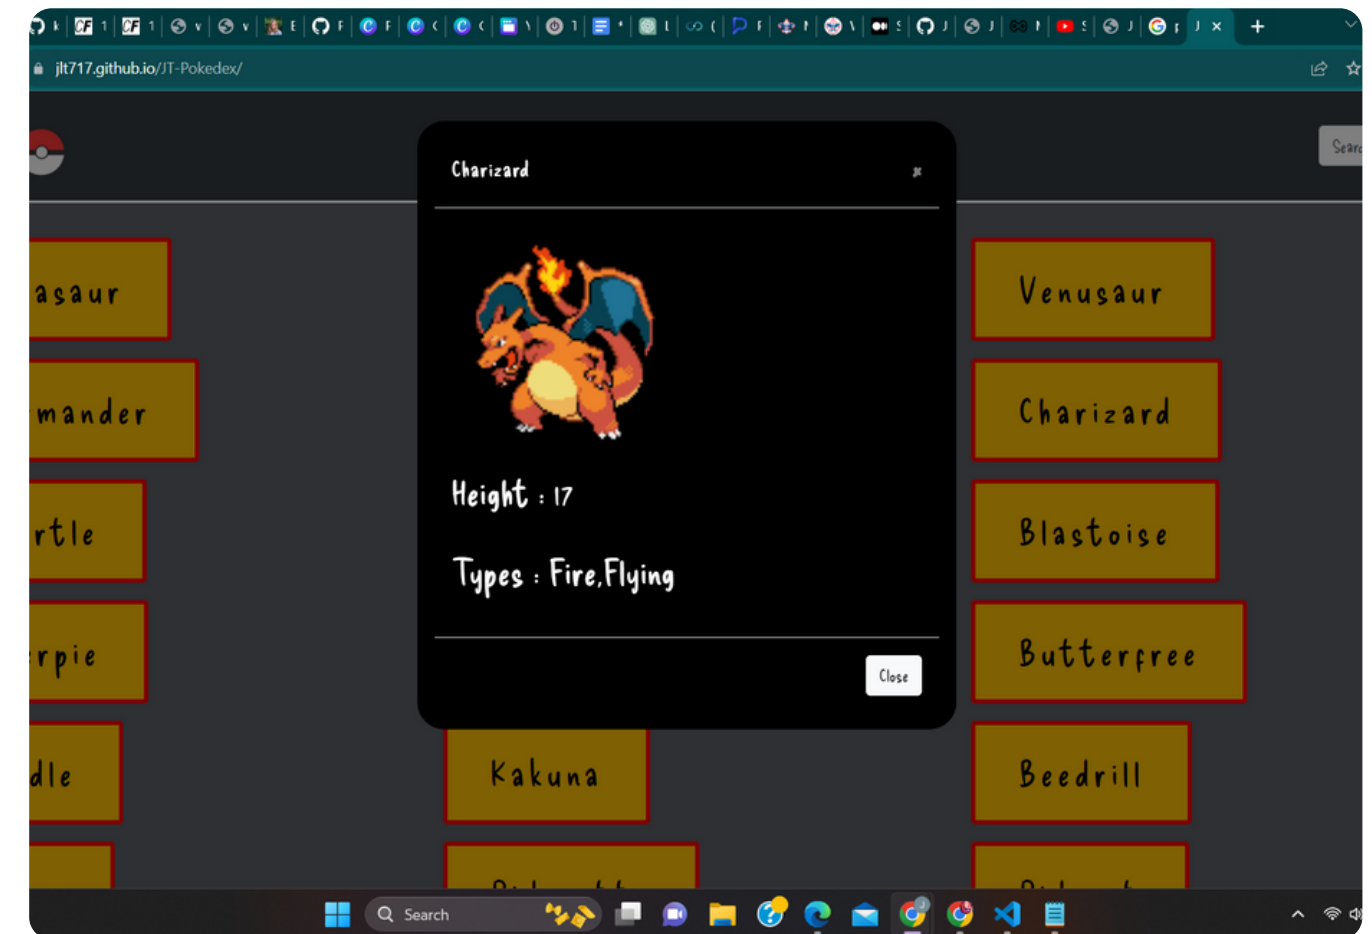 jlt717.github.io/JT-Pokedex/
Charizard
×
Sear
asaur
Venusaur
mander
Charizard
Height : 17
rtle
Blastoise
Types : Fire,Flying
rpie
Butterfree
Close
dle
Kakuna
Beedrill
Search